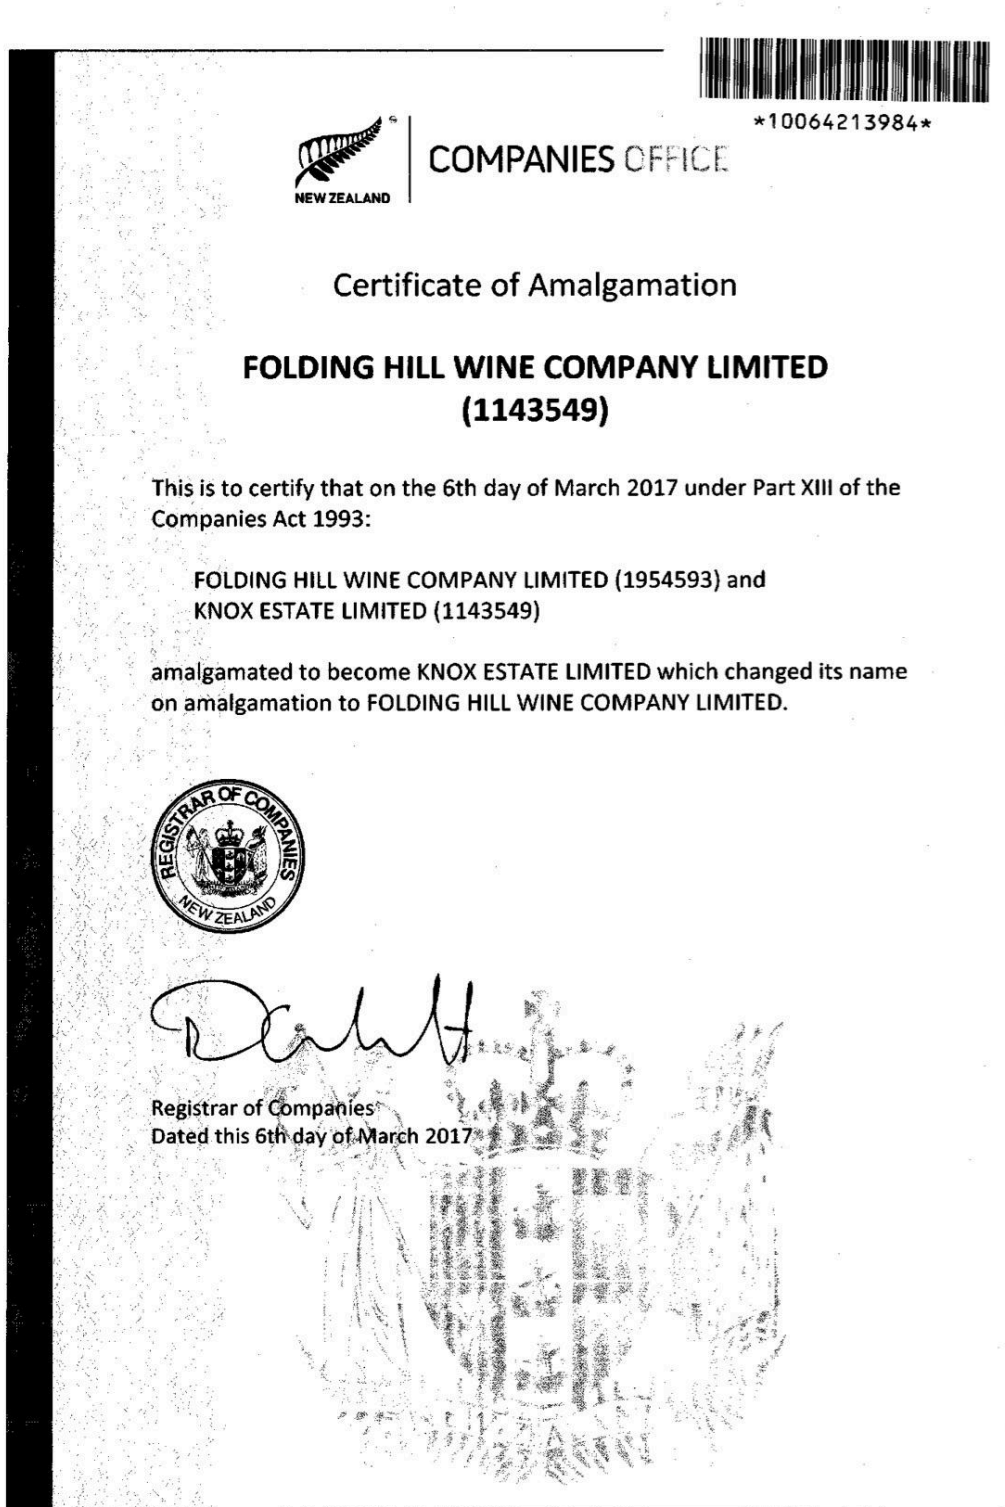 *10064213984*
NEW ZEALAND
COMPANIES OFFICE
Certificate of Amalgamation
FOLDING HILL WINE COMPANY LIMITED
(1143549)
This is to certify that on the 6th day of March 2017 under Part XIII of the
Companies Act 1993:
FOLDING HILL WINE COMPANY LIMITED (1954593) and
KNOX ESTATE LIMITED (1143549)
amalgamated to become KNOX ESTATE LIMITED which changed its name
on amalgamation to FOLDING HILL WINE COMPANY LIMITED.
REGISTRAR OF COMPANIES
NEW ZEALAND
Registrar of Companies
Dated this 6th day of March 2017